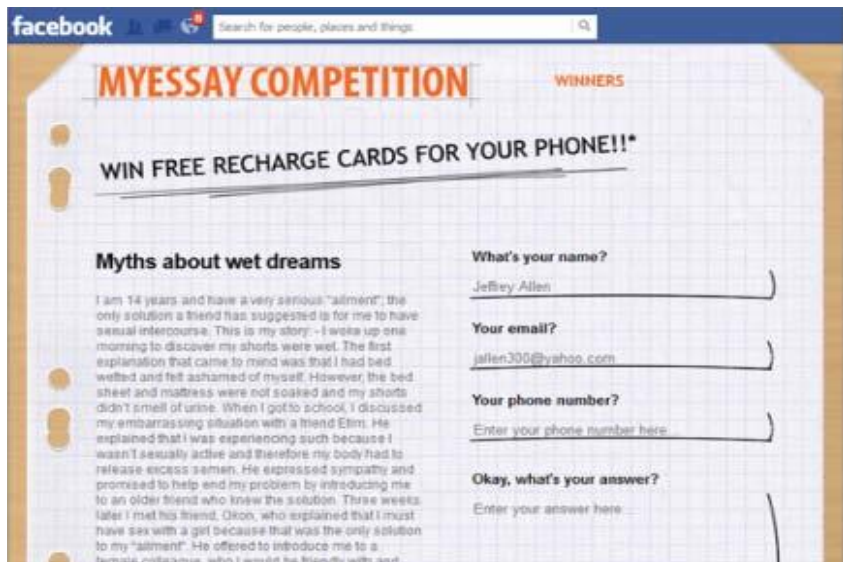 facebook
Search for people, places and things
MYESSAY COMPETITION
WINNERS
WIN FREE RECHARGE CARDS FOR YOUR PHONE!!*
Myths about wet dreams
I am 14 years and have a very serious "ailment"; the
only solution a friend has suggested is for me to have
sexual intercourse. This is my story: - I woke up one
morning to discover my shorts were wet. The first
explanation that came to mind was that I had bed
wetted and felt ashamed of myself. However, the bed
sheet and mattress were not soaked and my shorts
didn't smell of urine. When I got to school, I discussed
my embarrassing situation with a friend Etim. He
explained that I was experiencing such because I
wasn't sexually active and therefore my body had to
release excess semen. He expressed sympathy and
promised to help end my problem by introducing me
to an older friend who knew the solution. Three weeks
later I met his friend, Okon, who explained that I must
have sex with a girl because that was the only solution
to my "ailment". He offered to introduce me to a
female colleague, who I would be friendly with and
What's your name?
Jeffrey Allen
Your email?
jallen300@yahoo.com
Your phone number?
Enter your phone number here...
Okay, what's your answer?
Enter your answer here...